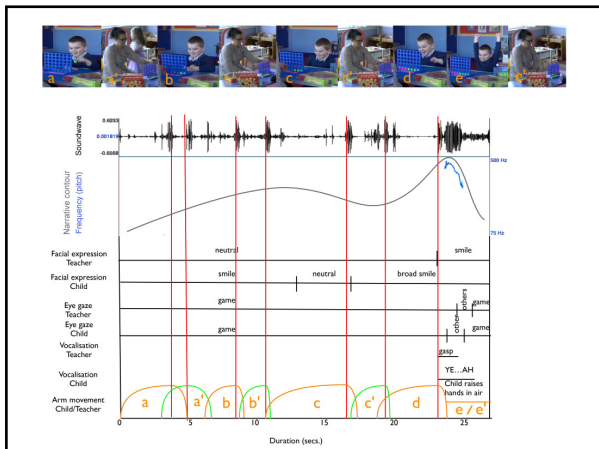 a a' b b' c c' d e e'
0.6033
0.001819
-0.6508
Soundwave
500 Hz
75 Hz
Narrative contour
Frequency (pitch)
Facial expression
Teacher
neutral
smile
Facial expression
Child
smile
neutral
broad smile
Eye gaze
Teacher
game
others
game
Eye gaze
Child
game
other
game
Vocalisation
Teacher
gasp
Vocalisation
Child
YE...AH
Child raises
hands in air
Arm movement
Child/Teacher
a a' b b' c c' d e / e'
0 5 10 15 20 25
Duration (secs.)